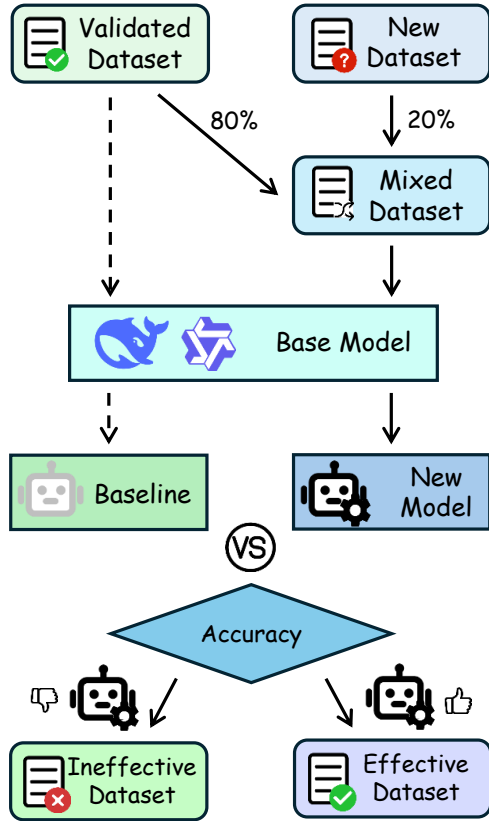 Validated
Dataset
New
Dataset
?
80%
20%
Mixed
Dataset
Base Model
Baseline
New
Model
VS
Accuracy
Ineffective
Dataset
Effective
Dataset